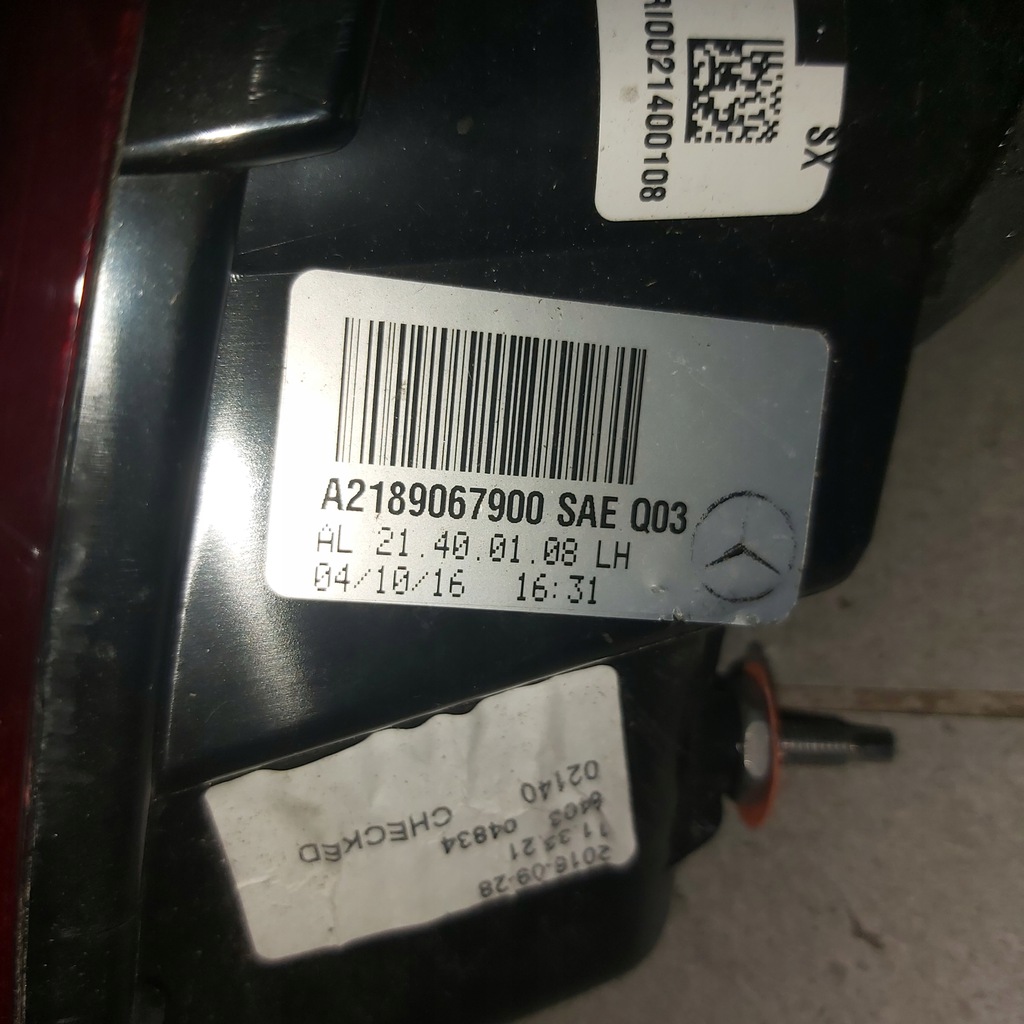 RI0021400108
SX
A2189067900 SAE Q03
AL 21.40.01.08 LH
04/10/16 16:31
2016-09-28
11 35 21
6403 04834
02140
CHECKED